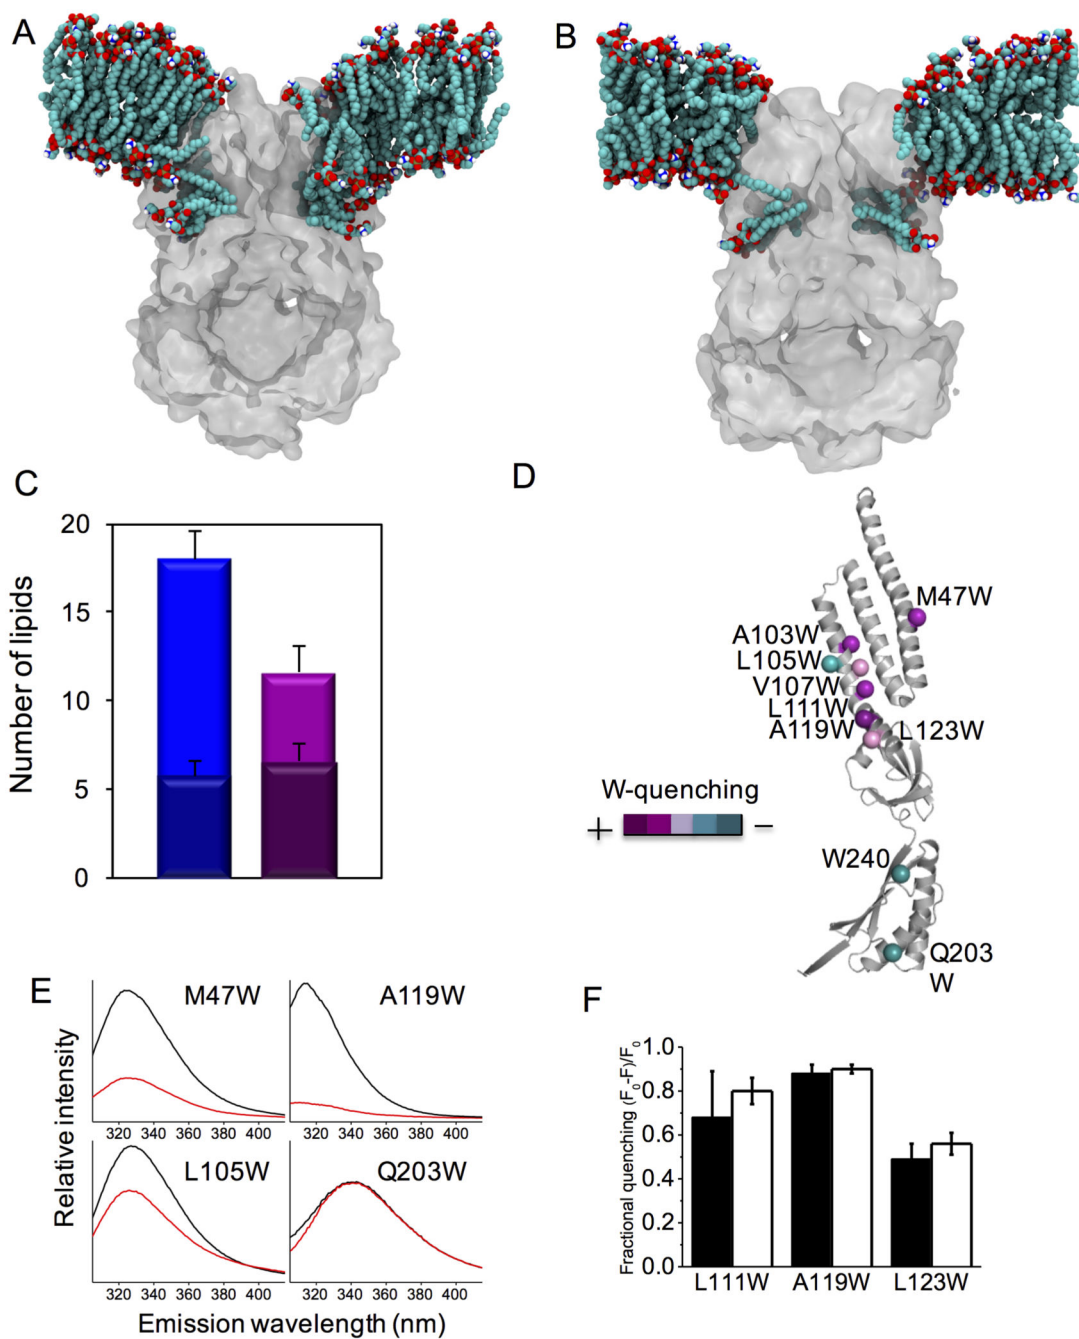 A
B
C
20
15
10
5
0
Number of lipids
D
M47W
A103W
L105W
V107W
L111W
A119W
L123W
W-quenching
+ −
W240
Q203
W
E
M47W
A119W
320 340 360 380 400
320 340 360 380 400
L105W
Q203W
320 340 360 380 400
320 340 360 380 400
Relative intensity
Emission wavelength (nm)
F
1.0
0.8
0.6
0.4
0.2
0.0
Fractional quenching (F₀-F)/F₀
L111W A119W L123W